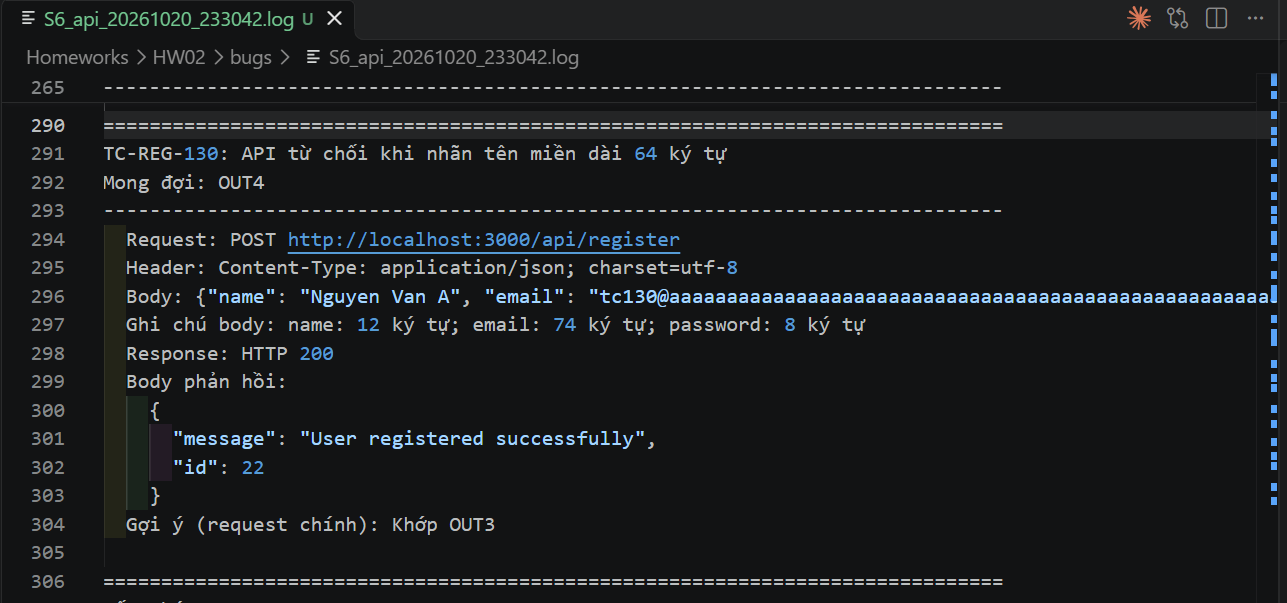 S6_api_20261020_233042.log U
Homeworks > HW02 > bugs > S6_api_20261020_233042.log
265 ------------------------------------------------------------------------------
290 ==============================================================================
291 TC-REG-130: API từ chối khi nhãn tên miền dài 64 ký tự
292 Mong đợi: OUT4
293 ------------------------------------------------------------------------------
294 Request: POST http://localhost:3000/api/register
295 Header: Content-Type: application/json; charset=utf-8
296 Body: {"name": "Nguyen Van A", "email": "tc130@aaaaaaaaaaaaaaaaaaaaaaaaaaaaaaaaaaaaaaaaaaaaaaaaaaaaa
297 Ghi chú body: name: 12 ký tự; email: 74 ký tự; password: 8 ký tự
298 Response: HTTP 200
299 Body phản hồi:
300 {
301 "message": "User registered successfully",
302 "id": 22
303 }
304 Gợi ý (request chính): Khớp OUT3
305
306 ==============================================================================